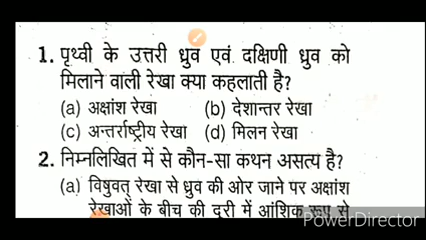 1. पृथ्वी के उत्तरी ध्रुव एवं दक्षिणी ध्रुव को
मिलाने वाली रेखा क्या कहलाती है?
(a) अक्षांश रेखा (b) देशान्तर रेखा
(c) अन्तर्राष्ट्रीय रेखा (d) मिलन रेखा
2. निम्नलिखित में से कौन-सा कथन असत्य है?
(a) विषुवत् रेखा से ध्रुव की ओर जाने पर अक्षांश
रेखाओं के बीच की दूरी में आंशिक रूप से
PowerDirector